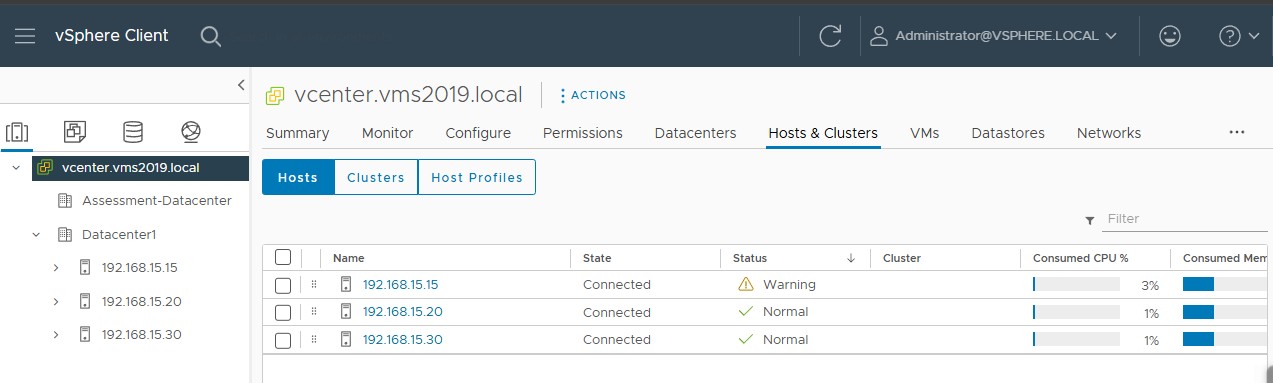 vSphere Client
Administrator@VSPHERE.LOCAL
?
vcenter.vms2019.local
ACTIONS
Summary Monitor Configure Permissions Datacenters Hosts & Clusters VMs Datastores Networks ...
vcenter.vms2019.local
Hosts Clusters Host Profiles
Assessment-Datacenter
Datacenter1
192.168.15.15
192.168.15.20
192.168.15.30
Filter
Name State Status Cluster Consumed CPU % Consumed Mem
192.168.15.15 Connected Warning 3%
192.168.15.20 Connected Normal 1%
192.168.15.30 Connected Normal 1%